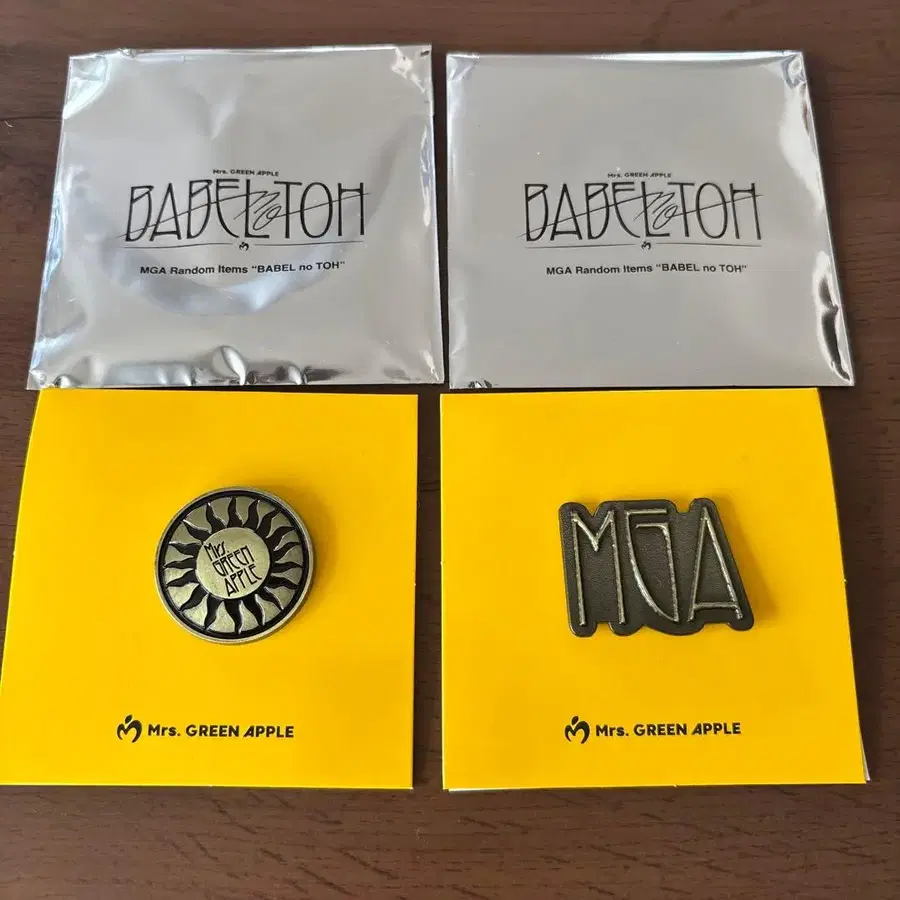 Mrs. GREEN APPLE
BABEL no TOH
MGA Random Items "BABEL no TOH"
Mrs. GREEN APPLE
BABEL no TOH
MGA Random Items "BABEL no TOH"
Mrs.
GREEN
APPLE
Mrs. GREEN APPLE
MGA
Mrs. GREEN APPLE